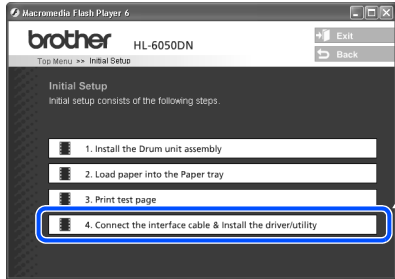 Macromedia Flash Player 6
brother
HL-6050DN
Exit
Back
Top Menu >> Initial Setup
Initial Setup
Initial setup consists of the following steps.
1. Install the Drum unit assembly
2. Load paper into the Paper tray
3. Print test page
4. Connect the interface cable & Install the driver/utility